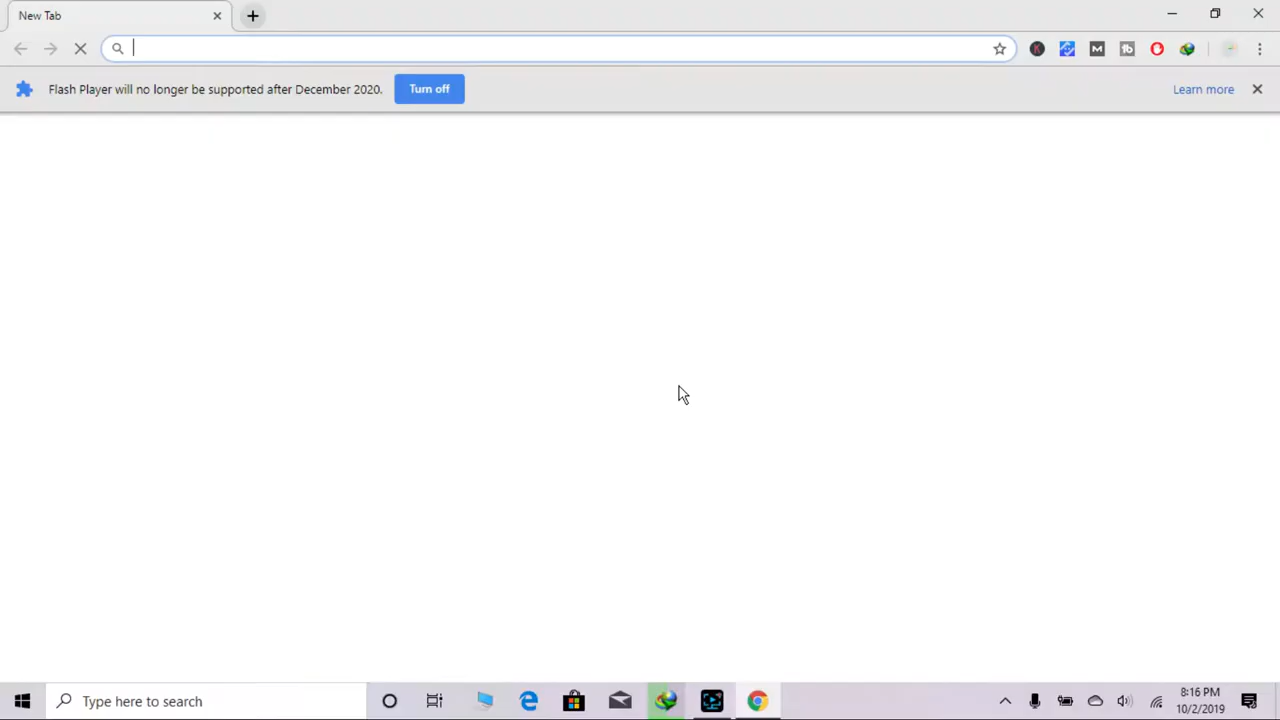 New Tab
Flash Player will no longer be supported after December 2020.
Turn off
Learn more
Type here to search
8:16 PM
10/2/2019